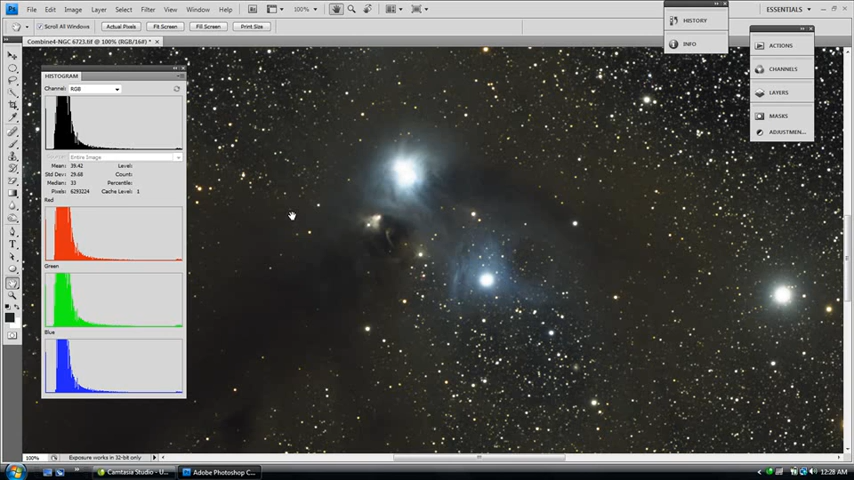 Ps File Edit Image Layer Select Filter View Window Help 100% ESSENTIALS
Scroll All Windows Actual Pixels Fit Screen Fill Screen Print Size
Combine4-NGC 6723.tif @ 100% (RGB/16#) *
HISTORY
INFO
ACTIONS
CHANNELS
LAYERS
MASKS
ADJUSTMEN...
HISTOGRAM
Channel: RGB
Entire Image
Mean: 39.42 Level:
Std Dev: 29.68 Count:
Median: 33 Percentile:
Pixels: 6293224 Cache Level: 1
Red
Green
Blue
100% Exposure works in 32-bit only
Camtasia Studio - U... Ps Adobe Photoshop C... 12:28 AM